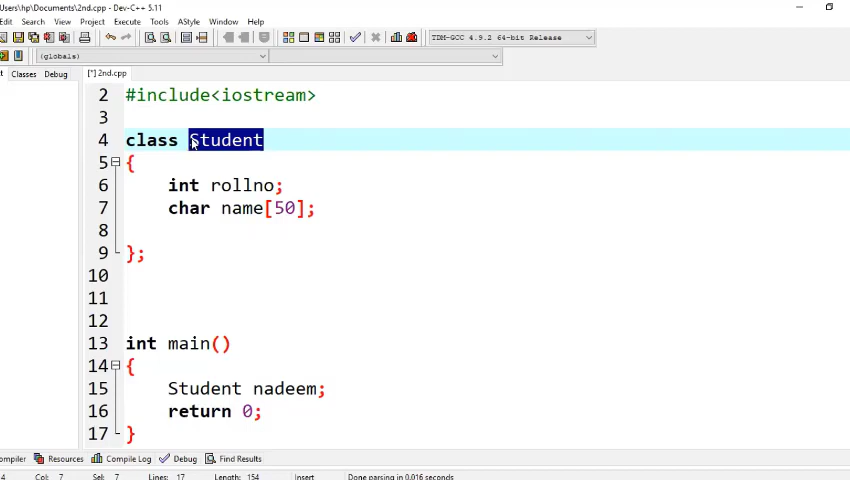 Users\hp\Documents\2nd.cpp - Dev-C++ 5.11
Edit Search View Project Execute Tools AStyle Window Help
TDM-GCC 4.9.2 64-bit Release
(globals)
Classes Debug [*] 2nd.cpp
2 #include<iostream>
3
4 class Student
5 {
6 int rollno;
7 char name[50];
8
9 };
10
11
12
13 int main()
14 {
15 Student nadeem;
16 return 0;
17 }
ompiler Resources Compile Log Debug Find Results
4 Col: 7 Sel: 7 Lines: 17 Length: 154 Insert Done parsing in 0.016 seconds